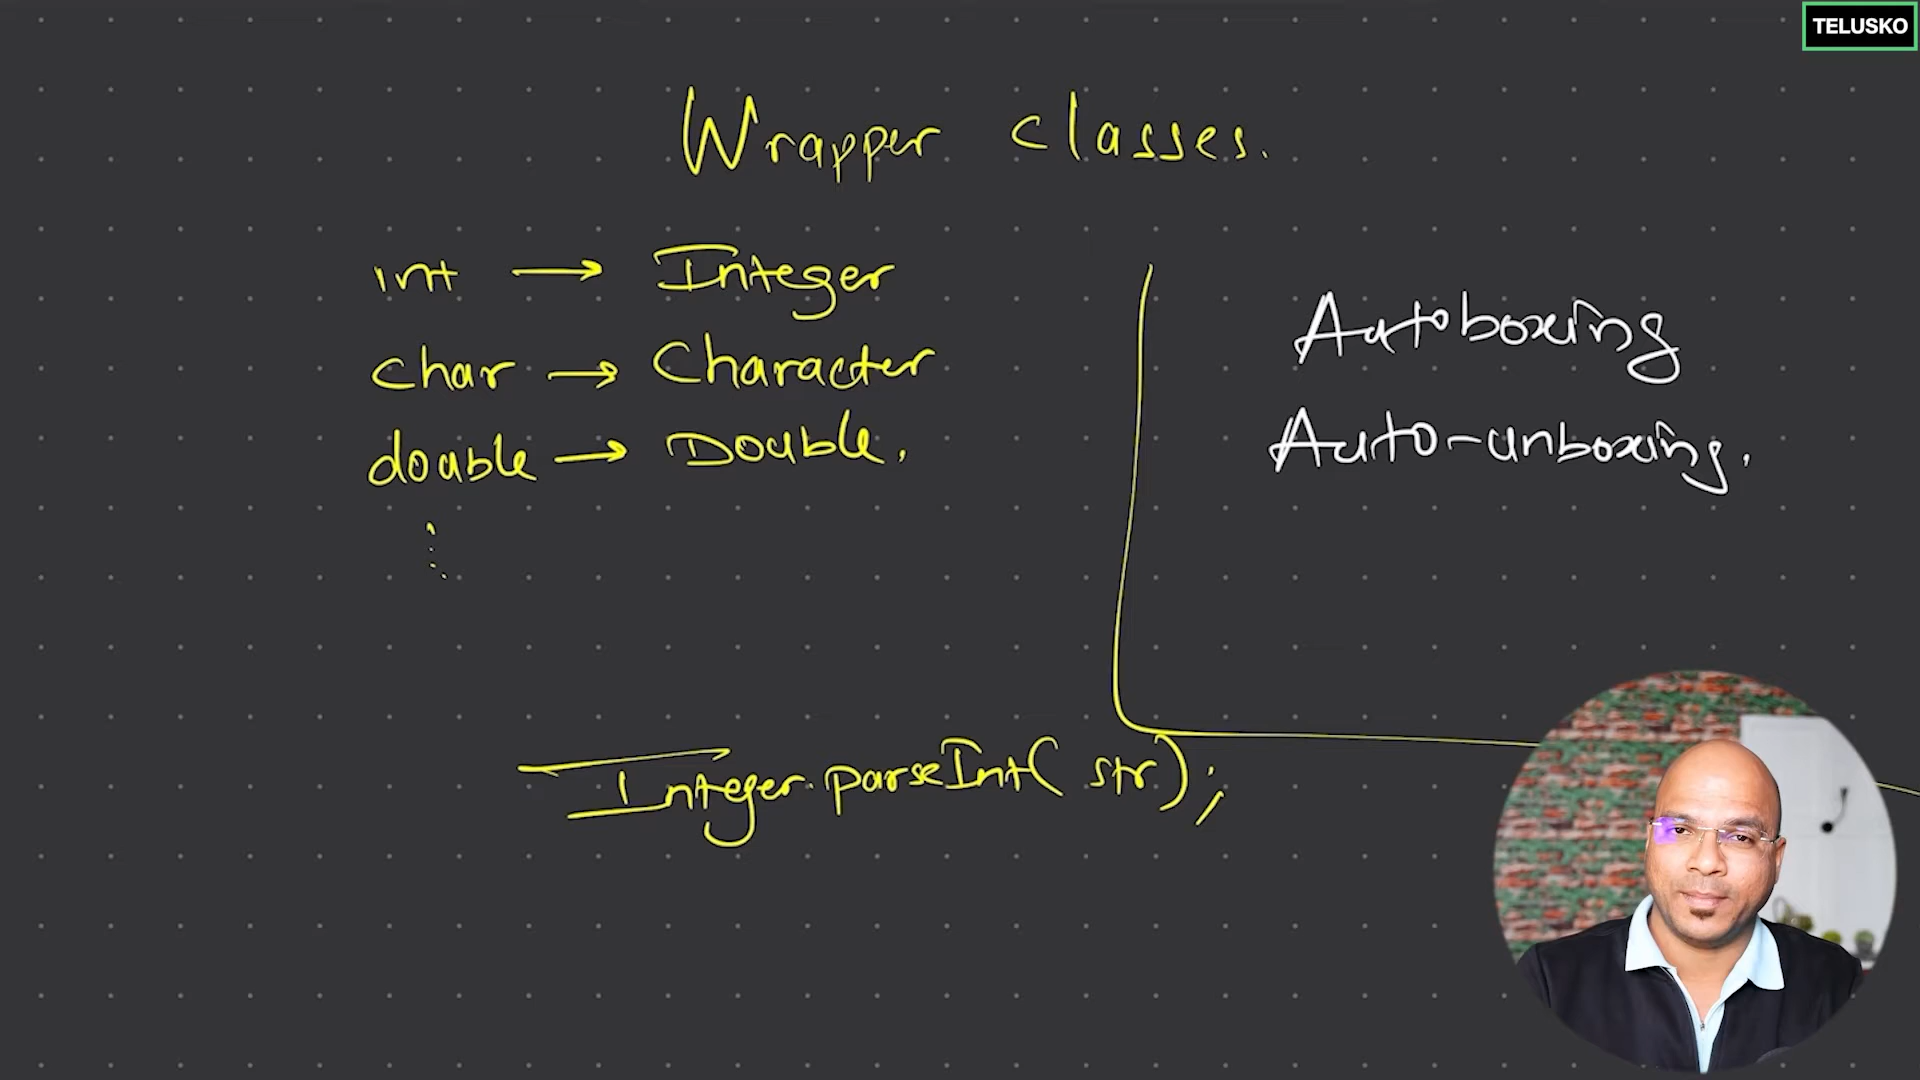 TELUSKO
Wrapper classes.
int → Integer
char → Character
double → Double.
Autoboxing
Auto-unboxing.
Integer.parseInt( str );